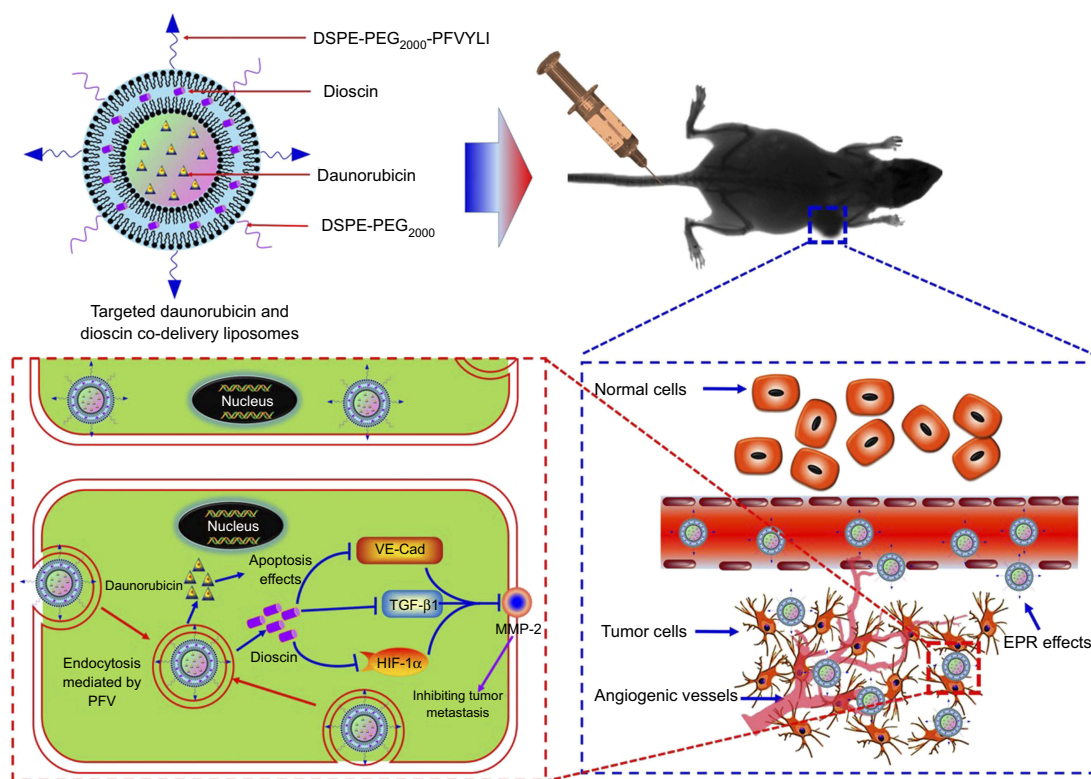 DSPE-PEG2000-PFVYLI
Dioscin
Daunorubicin
DSPE-PEG2000
Targeted daunorubicin and
dioscin co-delivery liposomes
Nucleus
Nucleus
Daunorubicin
Apoptosis
effects
VE-Cad
TGF-β1
HIF-1α
MMP-2
Dioscin
Endocytosis
mediated by
PFV
Inhibiting tumor
metastasis
Normal cells
Tumor cells
EPR effects
Angiogenic vessels